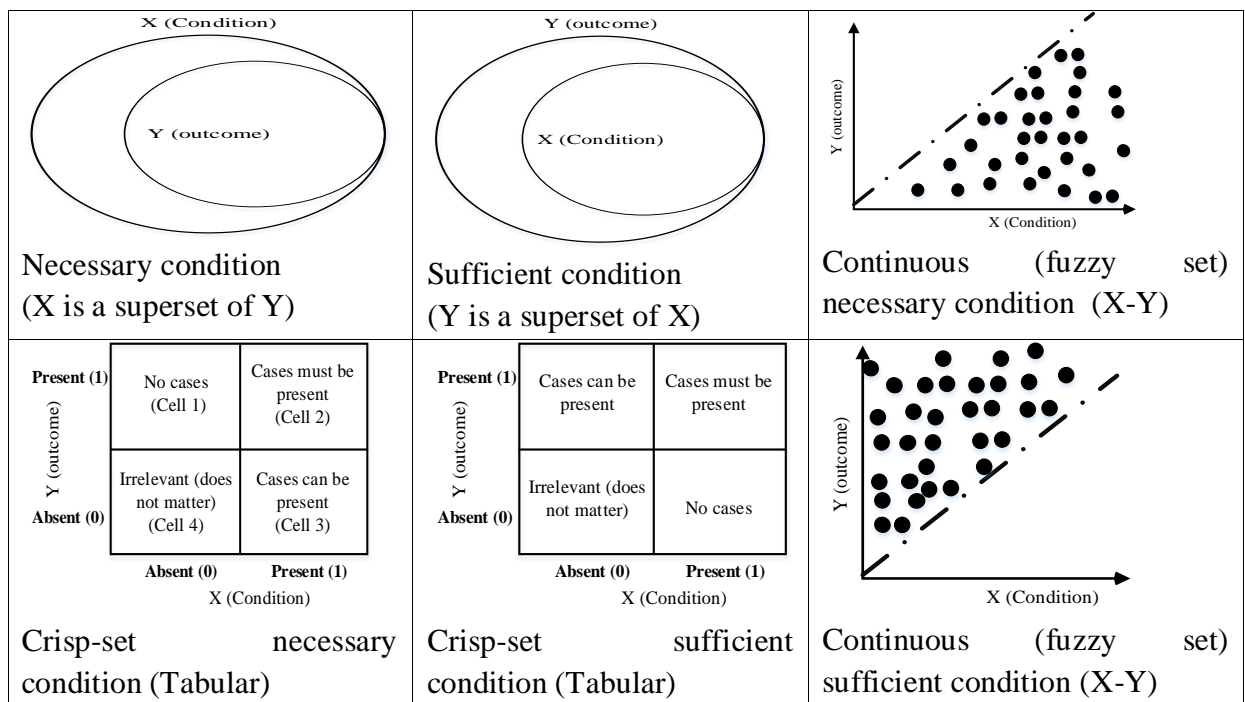 X (Condition)
Y (outcome)
Necessary condition
(X is a superset of Y)
Y (outcome)
X (Condition)
Sufficient condition
(Y is a superset of X)
Y (outcome)
X (Condition)
Continuous (fuzzy set)
necessary condition (X-Y)
Present (1)
Y (outcome)
Absent (0)
No cases
(Cell 1)
Cases must be
present
(Cell 2)
Irrelevant (does
not matter)
(Cell 4)
Cases can be
present
(Cell 3)
Absent (0) Present (1)
X (Condition)
Crisp-set necessary
condition (Tabular)
Present (1)
Y (outcome)
Absent (0)
Cases can be
present
Cases must be
present
Irrelevant (does
not matter)
No cases
Absent (0) Present (1)
X (Condition)
Crisp-set sufficient
condition (Tabular)
Y (outcome)
X (Condition)
Continuous (fuzzy set)
sufficient condition (X-Y)